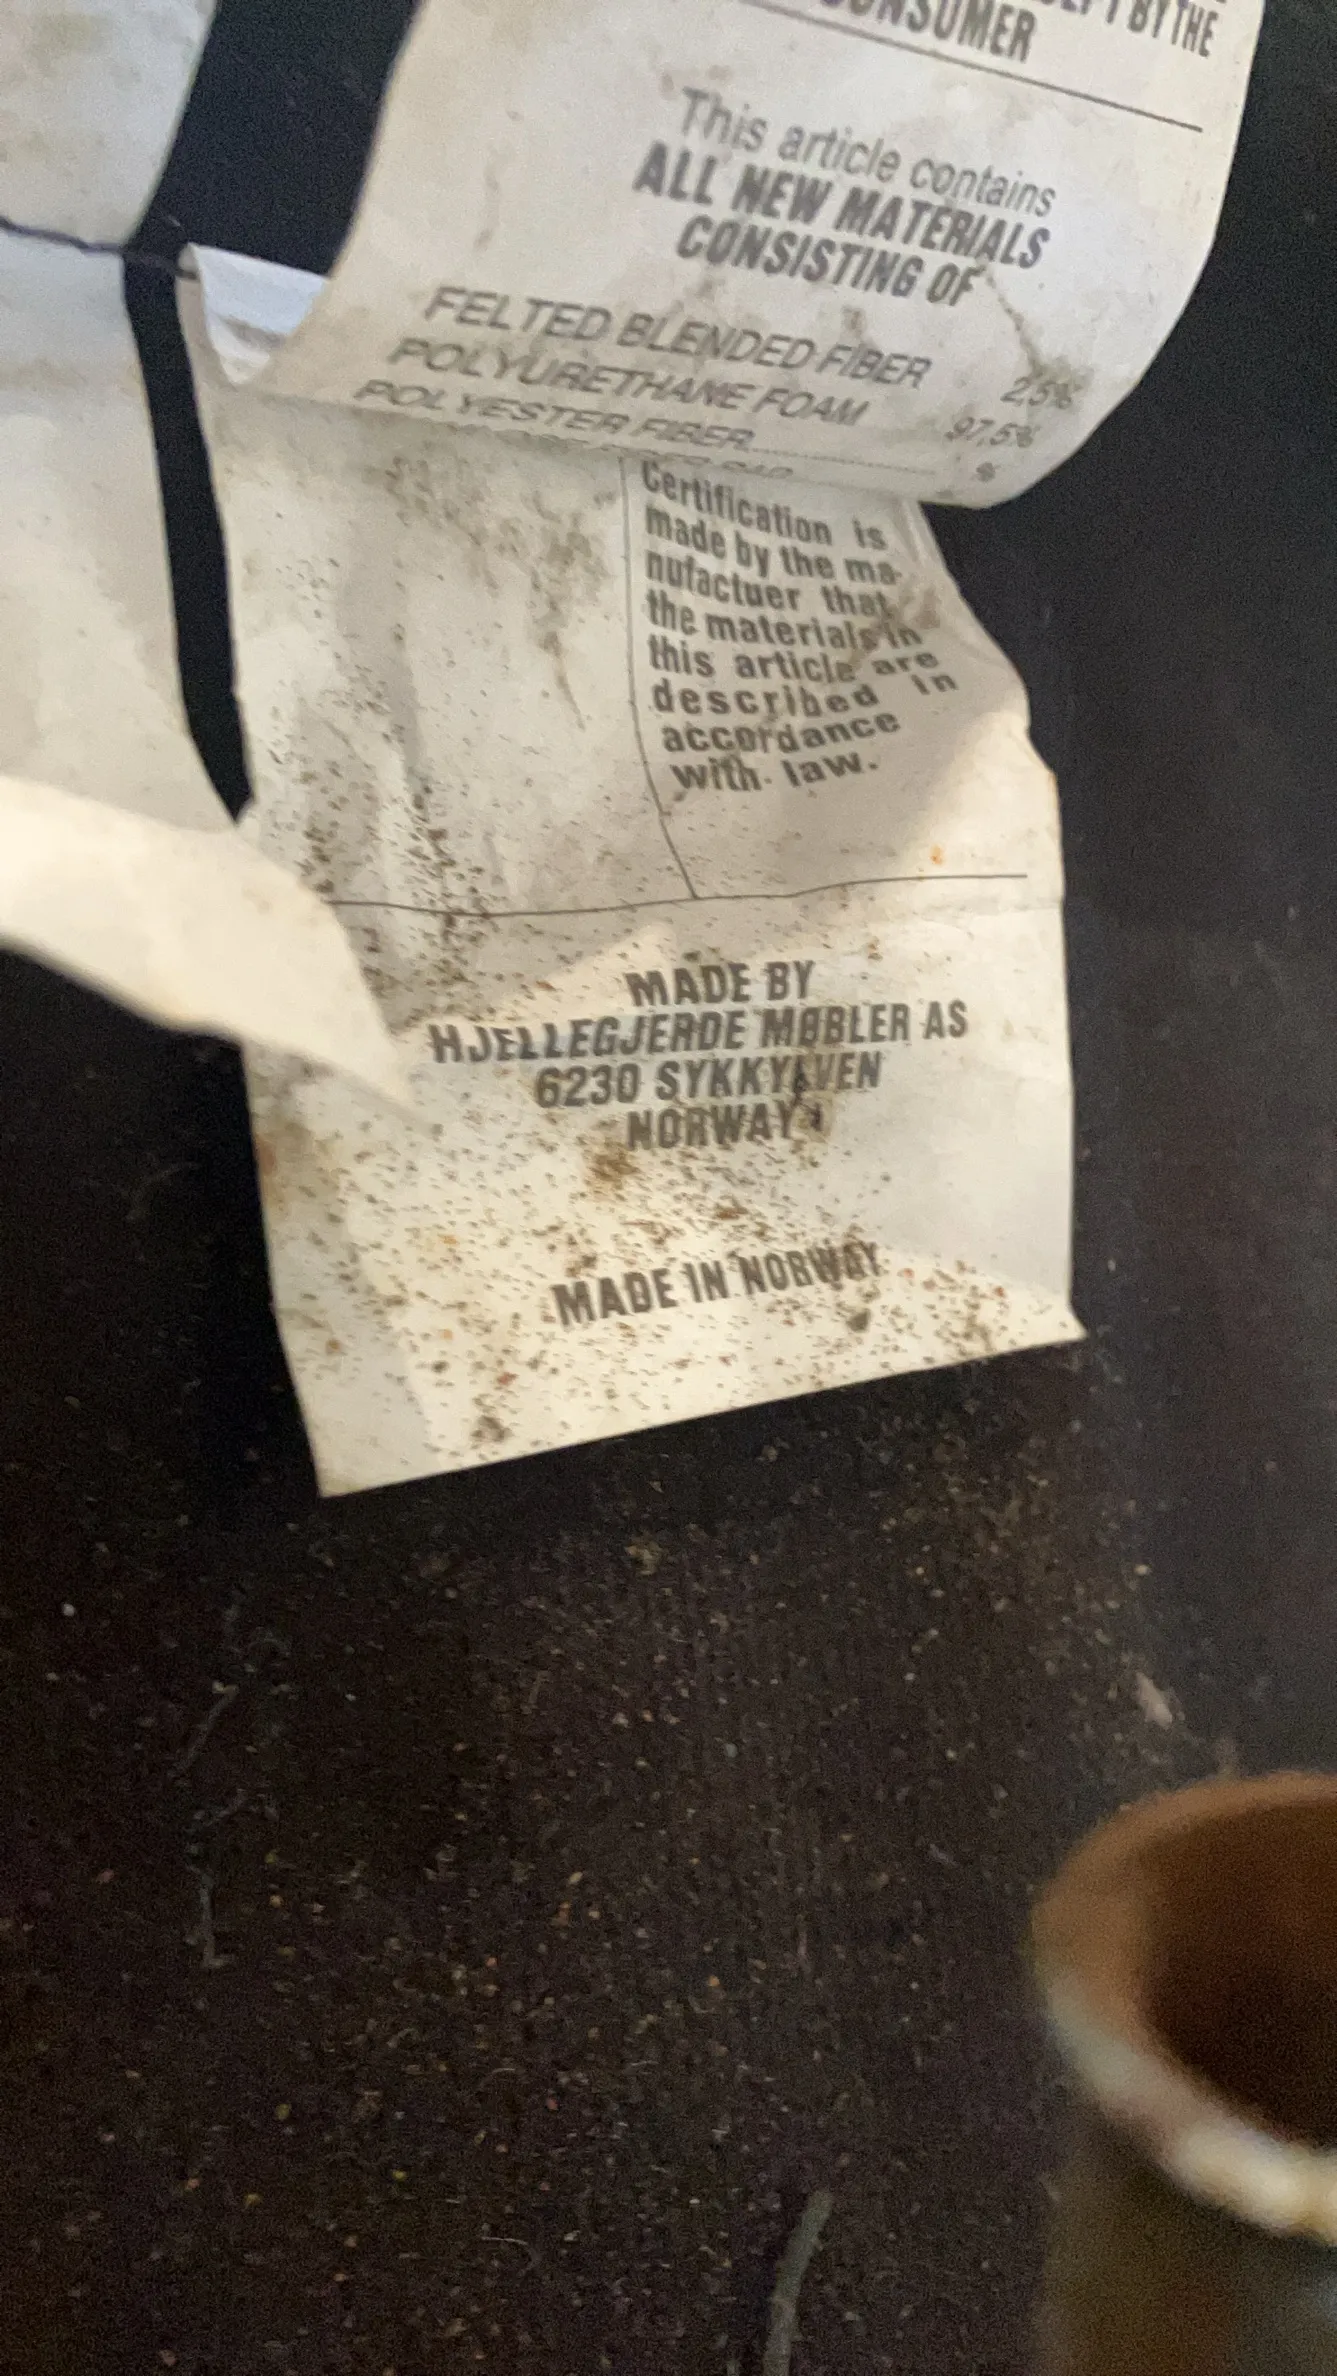 BY THE
CONSUMER
This article contains
ALL NEW MATERIALS
CONSISTING OF
FELTED BLENDED FIBER 2,5%
POLYURETHANE FOAM 97,5%
POLYESTER FIBER %
Certification is
made by the ma-
nufactuer that
the materials in
this article are
described in
accordance
with law.
MADE BY
HJELLEGJERDE MØBLER AS
6230 SYKKYLVEN
NORWAY
MADE IN NORWAY